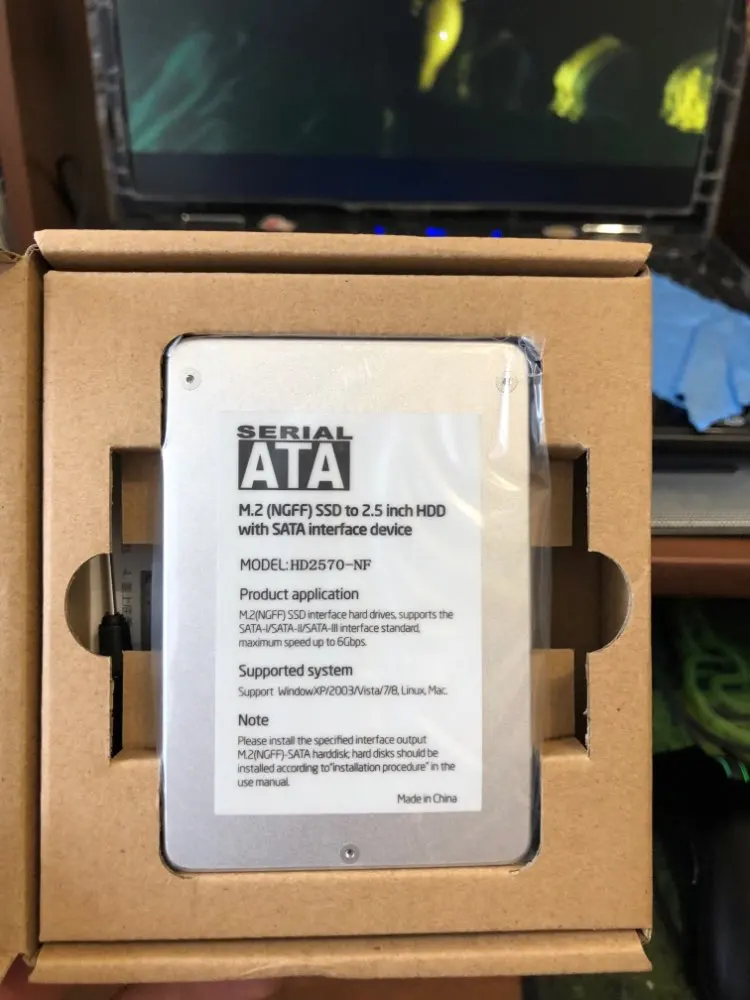 SERIAL
ATA
M.2 (NGFF) SSD to 2.5 inch HDD
with SATA interface device
MODEL:HD2570-NF
Product application
M.2(NGFF) SSD interface hard drives, supports the
SATA-I/SATA-II/SATA-III interface standard,
maximum speed up to 6Gbps.
Supported system
Support WindowXP/2003/Vista/7/8, Linux, Mac.
Note
Please install the specified interface output
M.2(NGFF)-SATA harddisk; hard disks should be
installed according to"installation procedure" in the
use manual.
Made in China